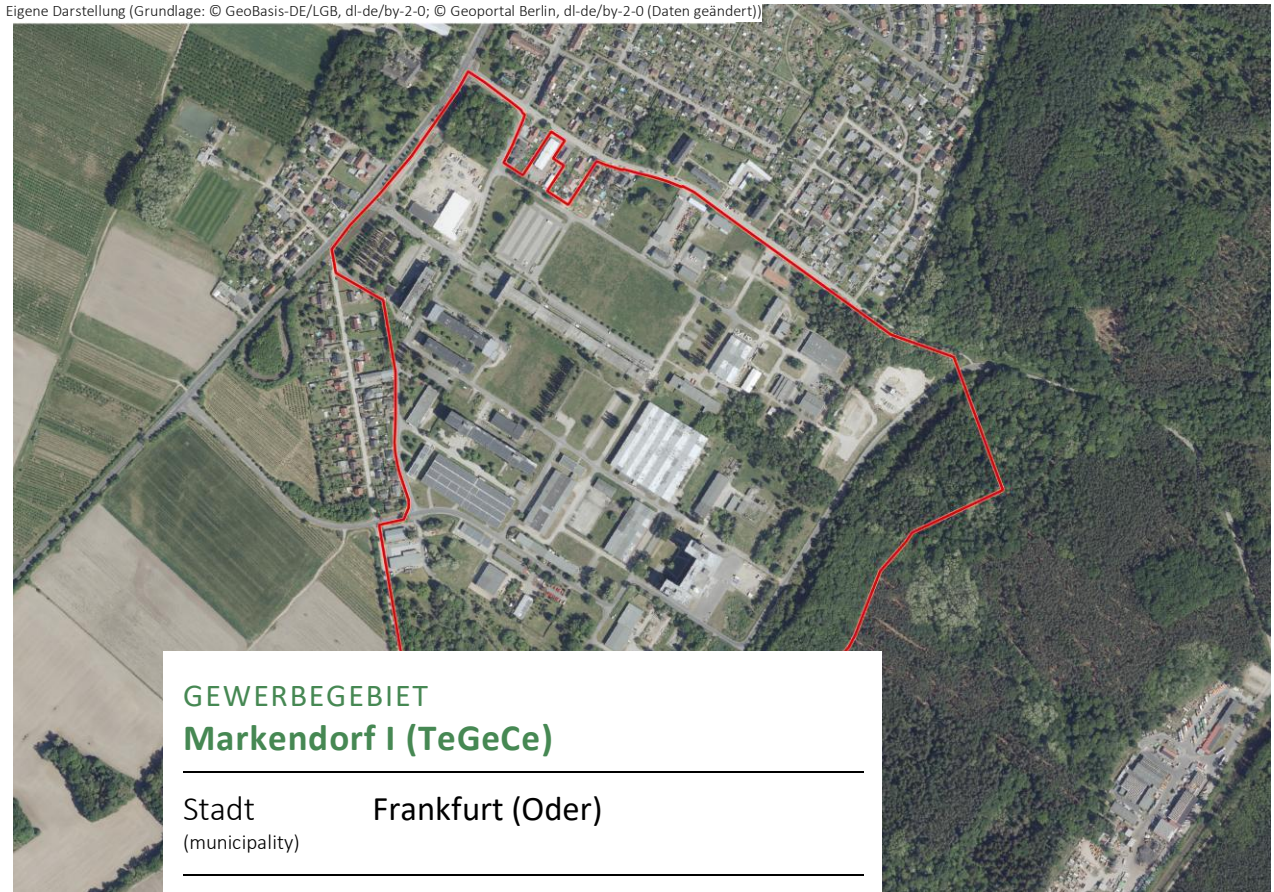 Eigene Darstellung (Grundlage: © GeoBasis-DE/LGB, dl-de/by-2-0; © Geoportal Berlin, dl-de/by-2-0 (Daten geändert))
GEWERBEGEBIET
Markendorf I (TeGeCe)
Stadt Frankfurt (Oder)
(municipality)